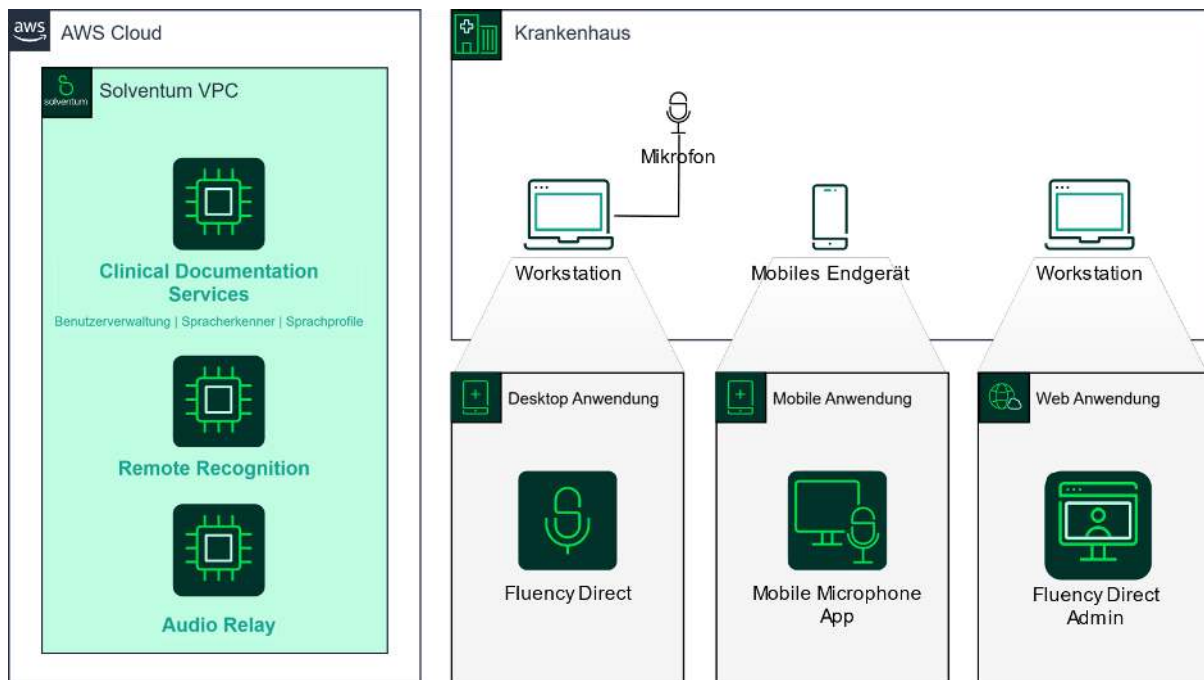 aws
AWS Cloud
solventum
Solventum VPC
Clinical Documentation
Services
Benutzerverwaltung | Spracherkenner | Sprachprofile
Remote Recognition
Audio Relay
Krankenhaus
Mikrofon
Workstation
Mobiles Endgerät
Workstation
Desktop Anwendung
Fluency Direct
Mobile Anwendung
Mobile Microphone
App
Web Anwendung
Fluency Direct
Admin